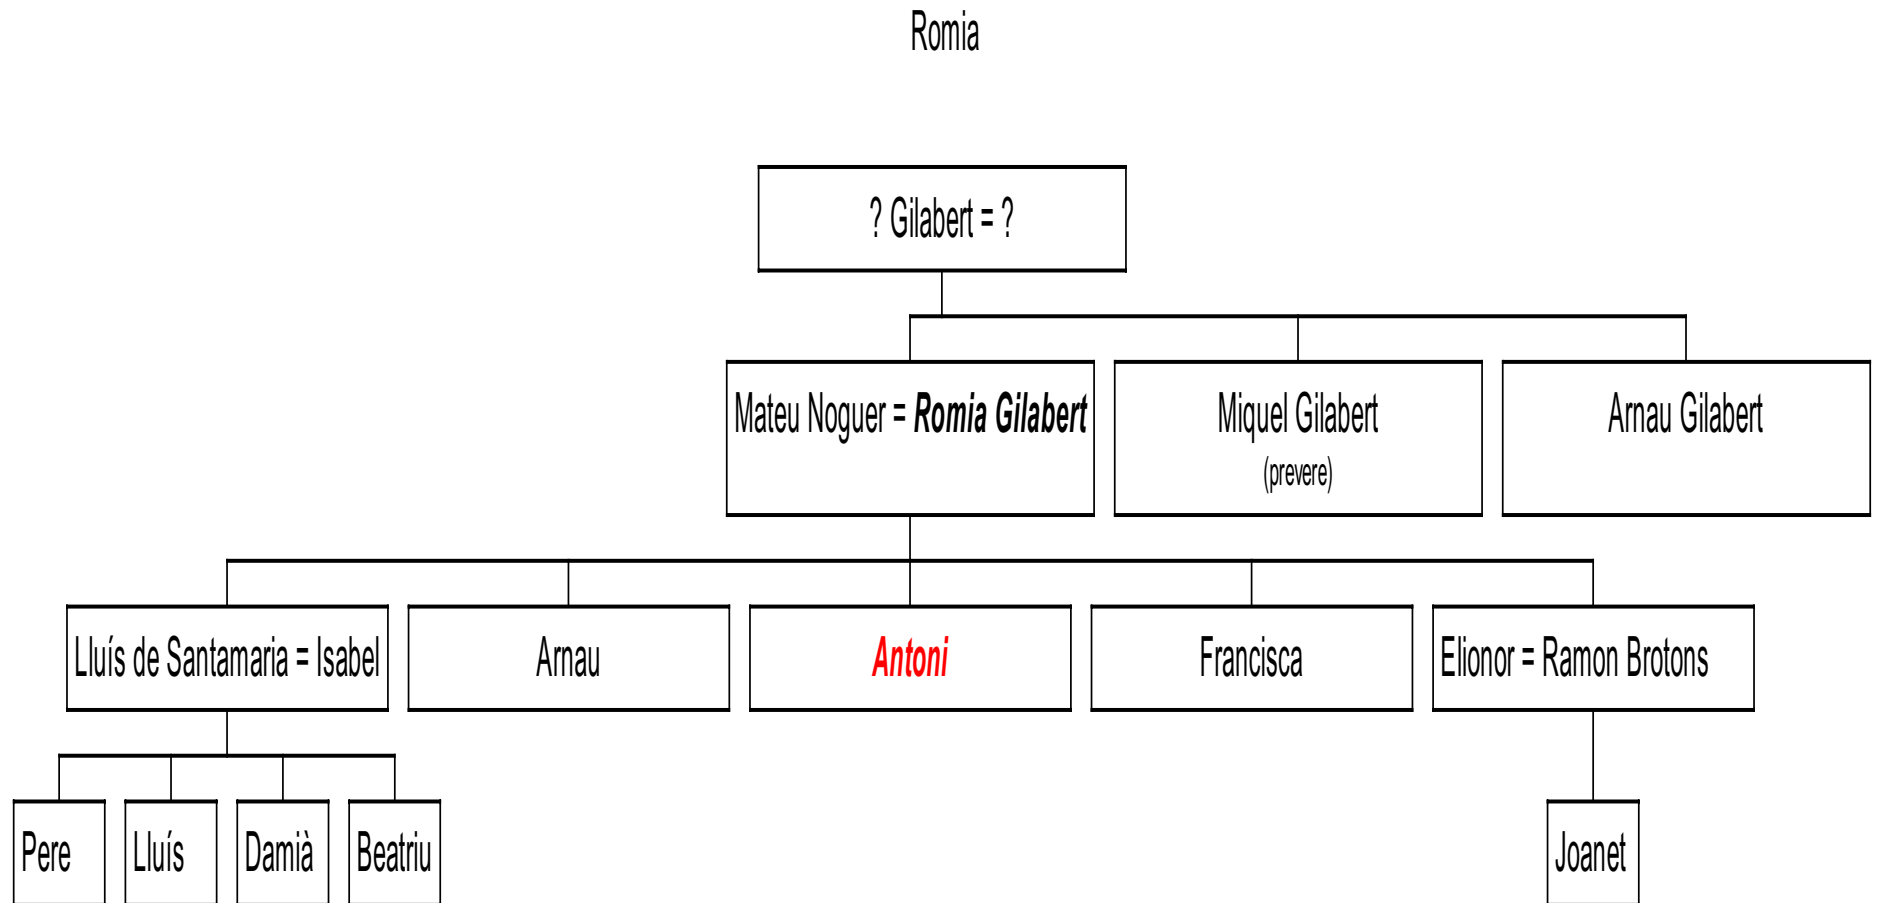 Romia
? Gilabert = ?
Mateu Noguer = Romia Gilabert
Miquel Gilabert
(prevere)
Arnau Gilabert
Lluís de Santamaria = Isabel
Arnau
Antoni
Francisca
Elionor = Ramon Brotons
Pere
Lluís
Damià
Beatriu
Joanet